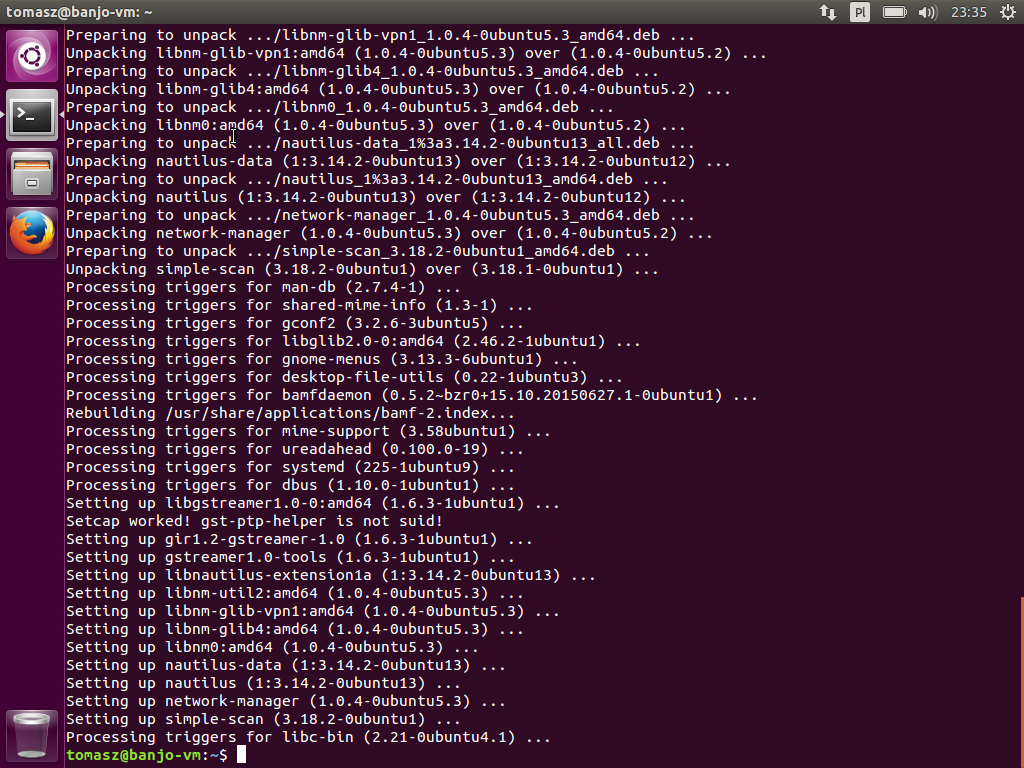 tomasz@banjo-vm: ~
Pl
23:35
Preparing to unpack .../libnm-glib-vpn1_1.0.4-0ubuntu5.3_amd64.deb ...
Unpacking libnm-glib-vpn1:amd64 (1.0.4-0ubuntu5.3) over (1.0.4-0ubuntu5.2) ...
Preparing to unpack .../libnm-glib4_1.0.4-0ubuntu5.3_amd64.deb ...
Unpacking libnm-glib4:amd64 (1.0.4-0ubuntu5.3) over (1.0.4-0ubuntu5.2) ...
Preparing to unpack .../libnm0_1.0.4-0ubuntu5.3_amd64.deb ...
Unpacking libnm0:amd64 (1.0.4-0ubuntu5.3) over (1.0.4-0ubuntu5.2) ...
Preparing to unpack .../nautilus-data_1%3a3.14.2-0ubuntu13_all.deb ...
Unpacking nautilus-data (1:3.14.2-0ubuntu13) over (1:3.14.2-0ubuntu12) ...
Preparing to unpack .../nautilus_1%3a3.14.2-0ubuntu13_amd64.deb ...
Unpacking nautilus (1:3.14.2-0ubuntu13) over (1:3.14.2-0ubuntu12) ...
Preparing to unpack .../network-manager_1.0.4-0ubuntu5.3_amd64.deb ...
Unpacking network-manager (1.0.4-0ubuntu5.3) over (1.0.4-0ubuntu5.2) ...
Preparing to unpack .../simple-scan_3.18.2-0ubuntu1_amd64.deb ...
Unpacking simple-scan (3.18.2-0ubuntu1) over (3.18.1-0ubuntu1) ...
Processing triggers for man-db (2.7.4-1) ...
Processing triggers for shared-mime-info (1.3-1) ...
Processing triggers for gconf2 (3.2.6-3ubuntu5) ...
Processing triggers for libglib2.0-0:amd64 (2.46.2-1ubuntu1) ...
Processing triggers for gnome-menus (3.13.3-6ubuntu1) ...
Processing triggers for desktop-file-utils (0.22-1ubuntu3) ...
Processing triggers for bamfdaemon (0.5.2~bzr0+15.10.20150627.1-0ubuntu1) ...
Rebuilding /usr/share/applications/bamf-2.index...
Processing triggers for mime-support (3.58ubuntu1) ...
Processing triggers for ureadahead (0.100.0-19) ...
Processing triggers for systemd (225-1ubuntu9) ...
Processing triggers for dbus (1.10.0-1ubuntu1) ...
Setting up libgstreamer1.0-0:amd64 (1.6.3-1ubuntu1) ...
Setcap worked! gst-ptp-helper is not suid!
Setting up gir1.2-gstreamer-1.0 (1.6.3-1ubuntu1) ...
Setting up gstreamer1.0-tools (1.6.3-1ubuntu1) ...
Setting up libnautilus-extension1a (1:3.14.2-0ubuntu13) ...
Setting up libnm-util2:amd64 (1.0.4-0ubuntu5.3) ...
Setting up libnm-glib-vpn1:amd64 (1.0.4-0ubuntu5.3) ...
Setting up libnm-glib4:amd64 (1.0.4-0ubuntu5.3) ...
Setting up libnm0:amd64 (1.0.4-0ubuntu5.3) ...
Setting up nautilus-data (1:3.14.2-0ubuntu13) ...
Setting up nautilus (1:3.14.2-0ubuntu13) ...
Setting up network-manager (1.0.4-0ubuntu5.3) ...
Setting up simple-scan (3.18.2-0ubuntu1) ...
Processing triggers for libc-bin (2.21-0ubuntu4.1) ...
tomasz@banjo-vm:~$